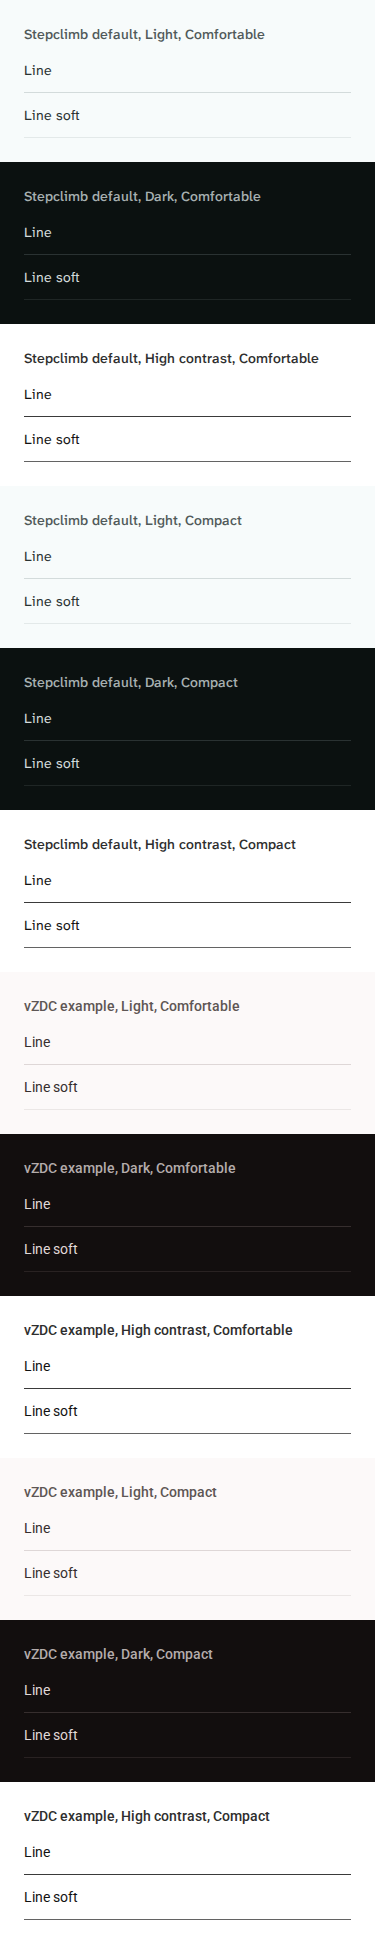 Stepclimb default, Light, Comfortable
Line
Line soft
Stepclimb default, Dark, Comfortable
Line
Line soft
Stepclimb default, High contrast, Comfortable
Line
Line soft
Stepclimb default, Light, Compact
Line
Line soft
Stepclimb default, Dark, Compact
Line
Line soft
Stepclimb default, High contrast, Compact
Line
Line soft
vZDC example, Light, Comfortable
Line
Line soft
vZDC example, Dark, Comfortable
Line
Line soft
vZDC example, High contrast, Comfortable
Line
Line soft
vZDC example, Light, Compact
Line
Line soft
vZDC example, Dark, Compact
Line
Line soft
vZDC example, High contrast, Compact
Line
Line soft